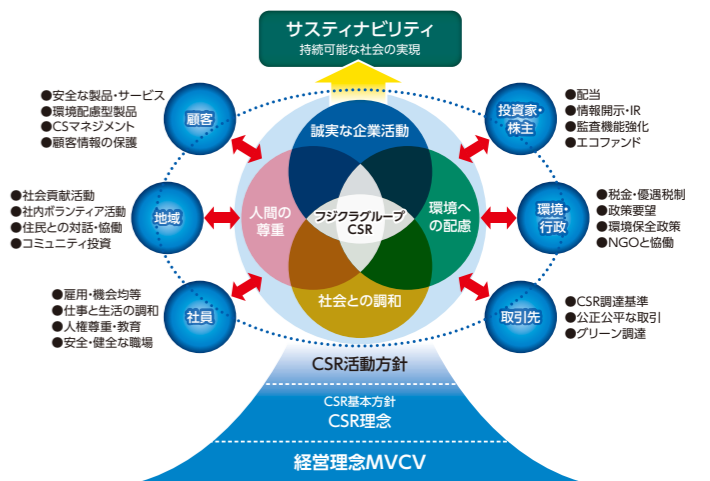 サスティナビリティ
持続可能な社会の実現
●安全な製品・サービス
●環境配慮型製品
●CSマネジメント
●顧客情報の保護
顧客
誠実な企業活動
投資家・
株主
●配当
●情報開示・IR
●監査機能強化
●エコファンド
●社会貢献活動
●社内ボランティア活動
●住民との対話・協働
●コミュニティ投資
地域
人間の
尊重
フジクラグループ
CSR
環境への
の配慮
環境・
行政
●税金・優遇税制
●政策要望
●環境保全政策
●NGOと協働
●雇用・機会均等
●仕事と生活の調和
●人権尊重・教育
●安全・健全な職場
社員
社会との調和
取引先
●CSR調達基準
●公正公平な取引
●グリーン調達
CSR活動方針
CSR基本方針
CSR理念
経営理念MVCV